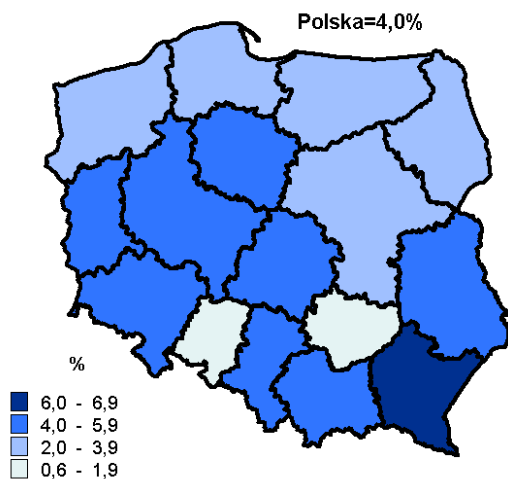 Polska=4,0%
%
6,0 - 6,9
4,0 - 5,9
2,0 - 3,9
0,6 - 1,9